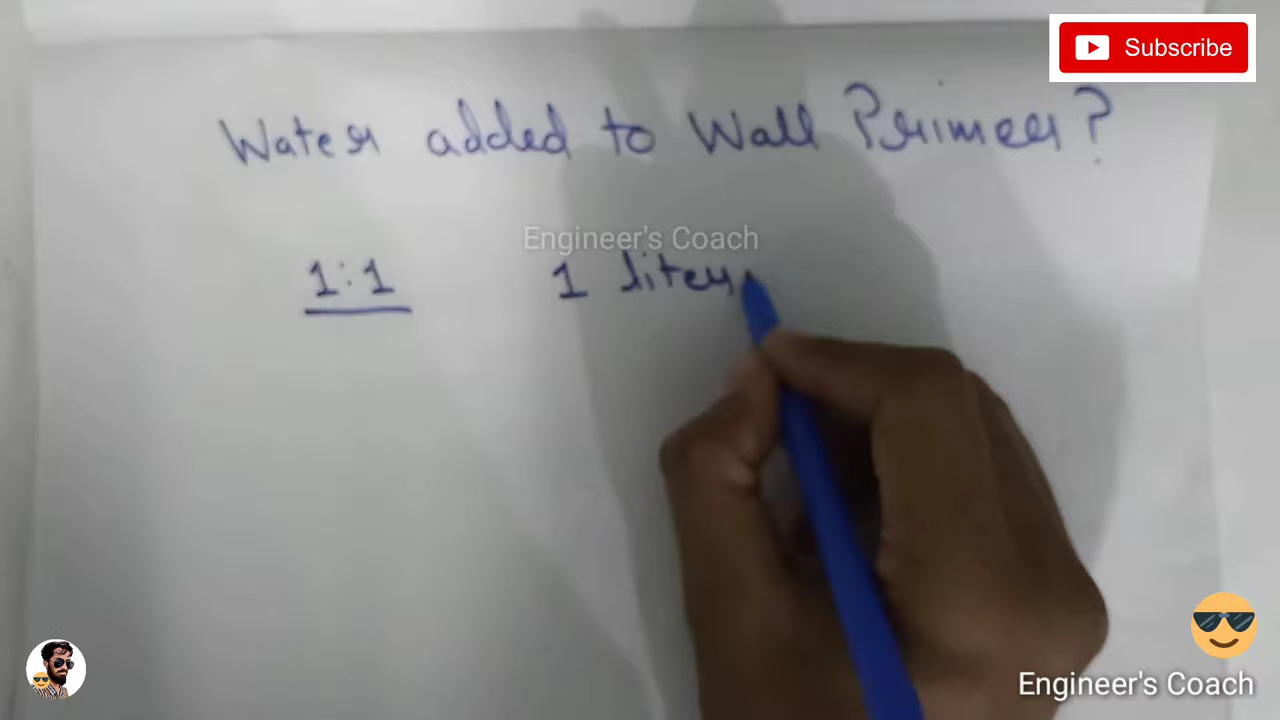 Subscribe
Water added to Wall Primer?
Engineer's Coach
1:1 1 liter
Engineer's Coach